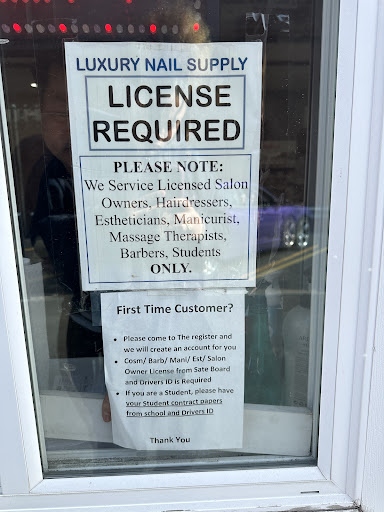 LUXURY NAIL SUPPLY
LICENSE
REQUIRED
PLEASE NOTE:
We Service Licensed Salon
Owners, Hairdressers,
Estheticians, Manicurist,
Massage Therapists,
Barbers, Students
ONLY.
First Time Customer?
• Please come to The register and
we will create an account for you
• Cosm/ Barb/ Mani/ Est/ Salon
Owner License from Sate Board
and Drivers ID is Required
• If you are a Student, please have
your Student contract papers
from school and Drivers ID
Thank You